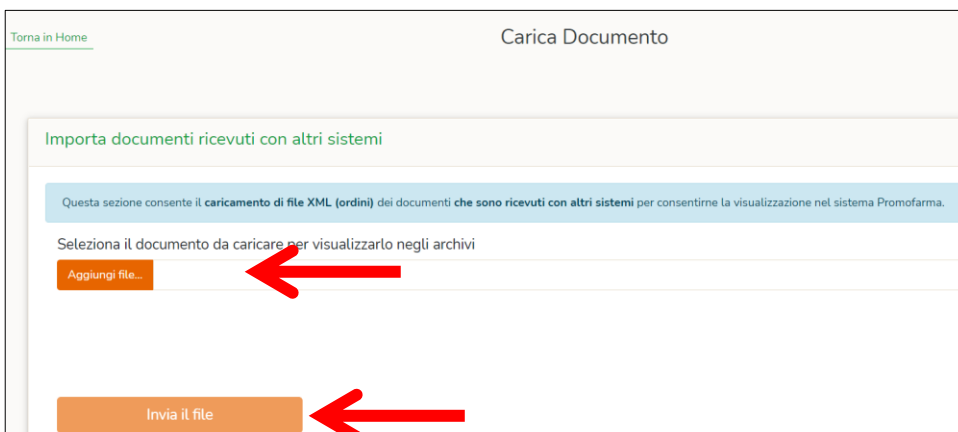 Torna in Home
Carica Documento
Importa documenti ricevuti con altri sistemi
Questa sezione consente il caricamento di file XML (ordini) dei documenti che sono ricevuti con altri sistemi per consentirne la visualizzazione nel sistema Promofarma.
Seleziona il documento da caricare per visualizzarlo negli archivi
Aggiungi file...
Invia il file